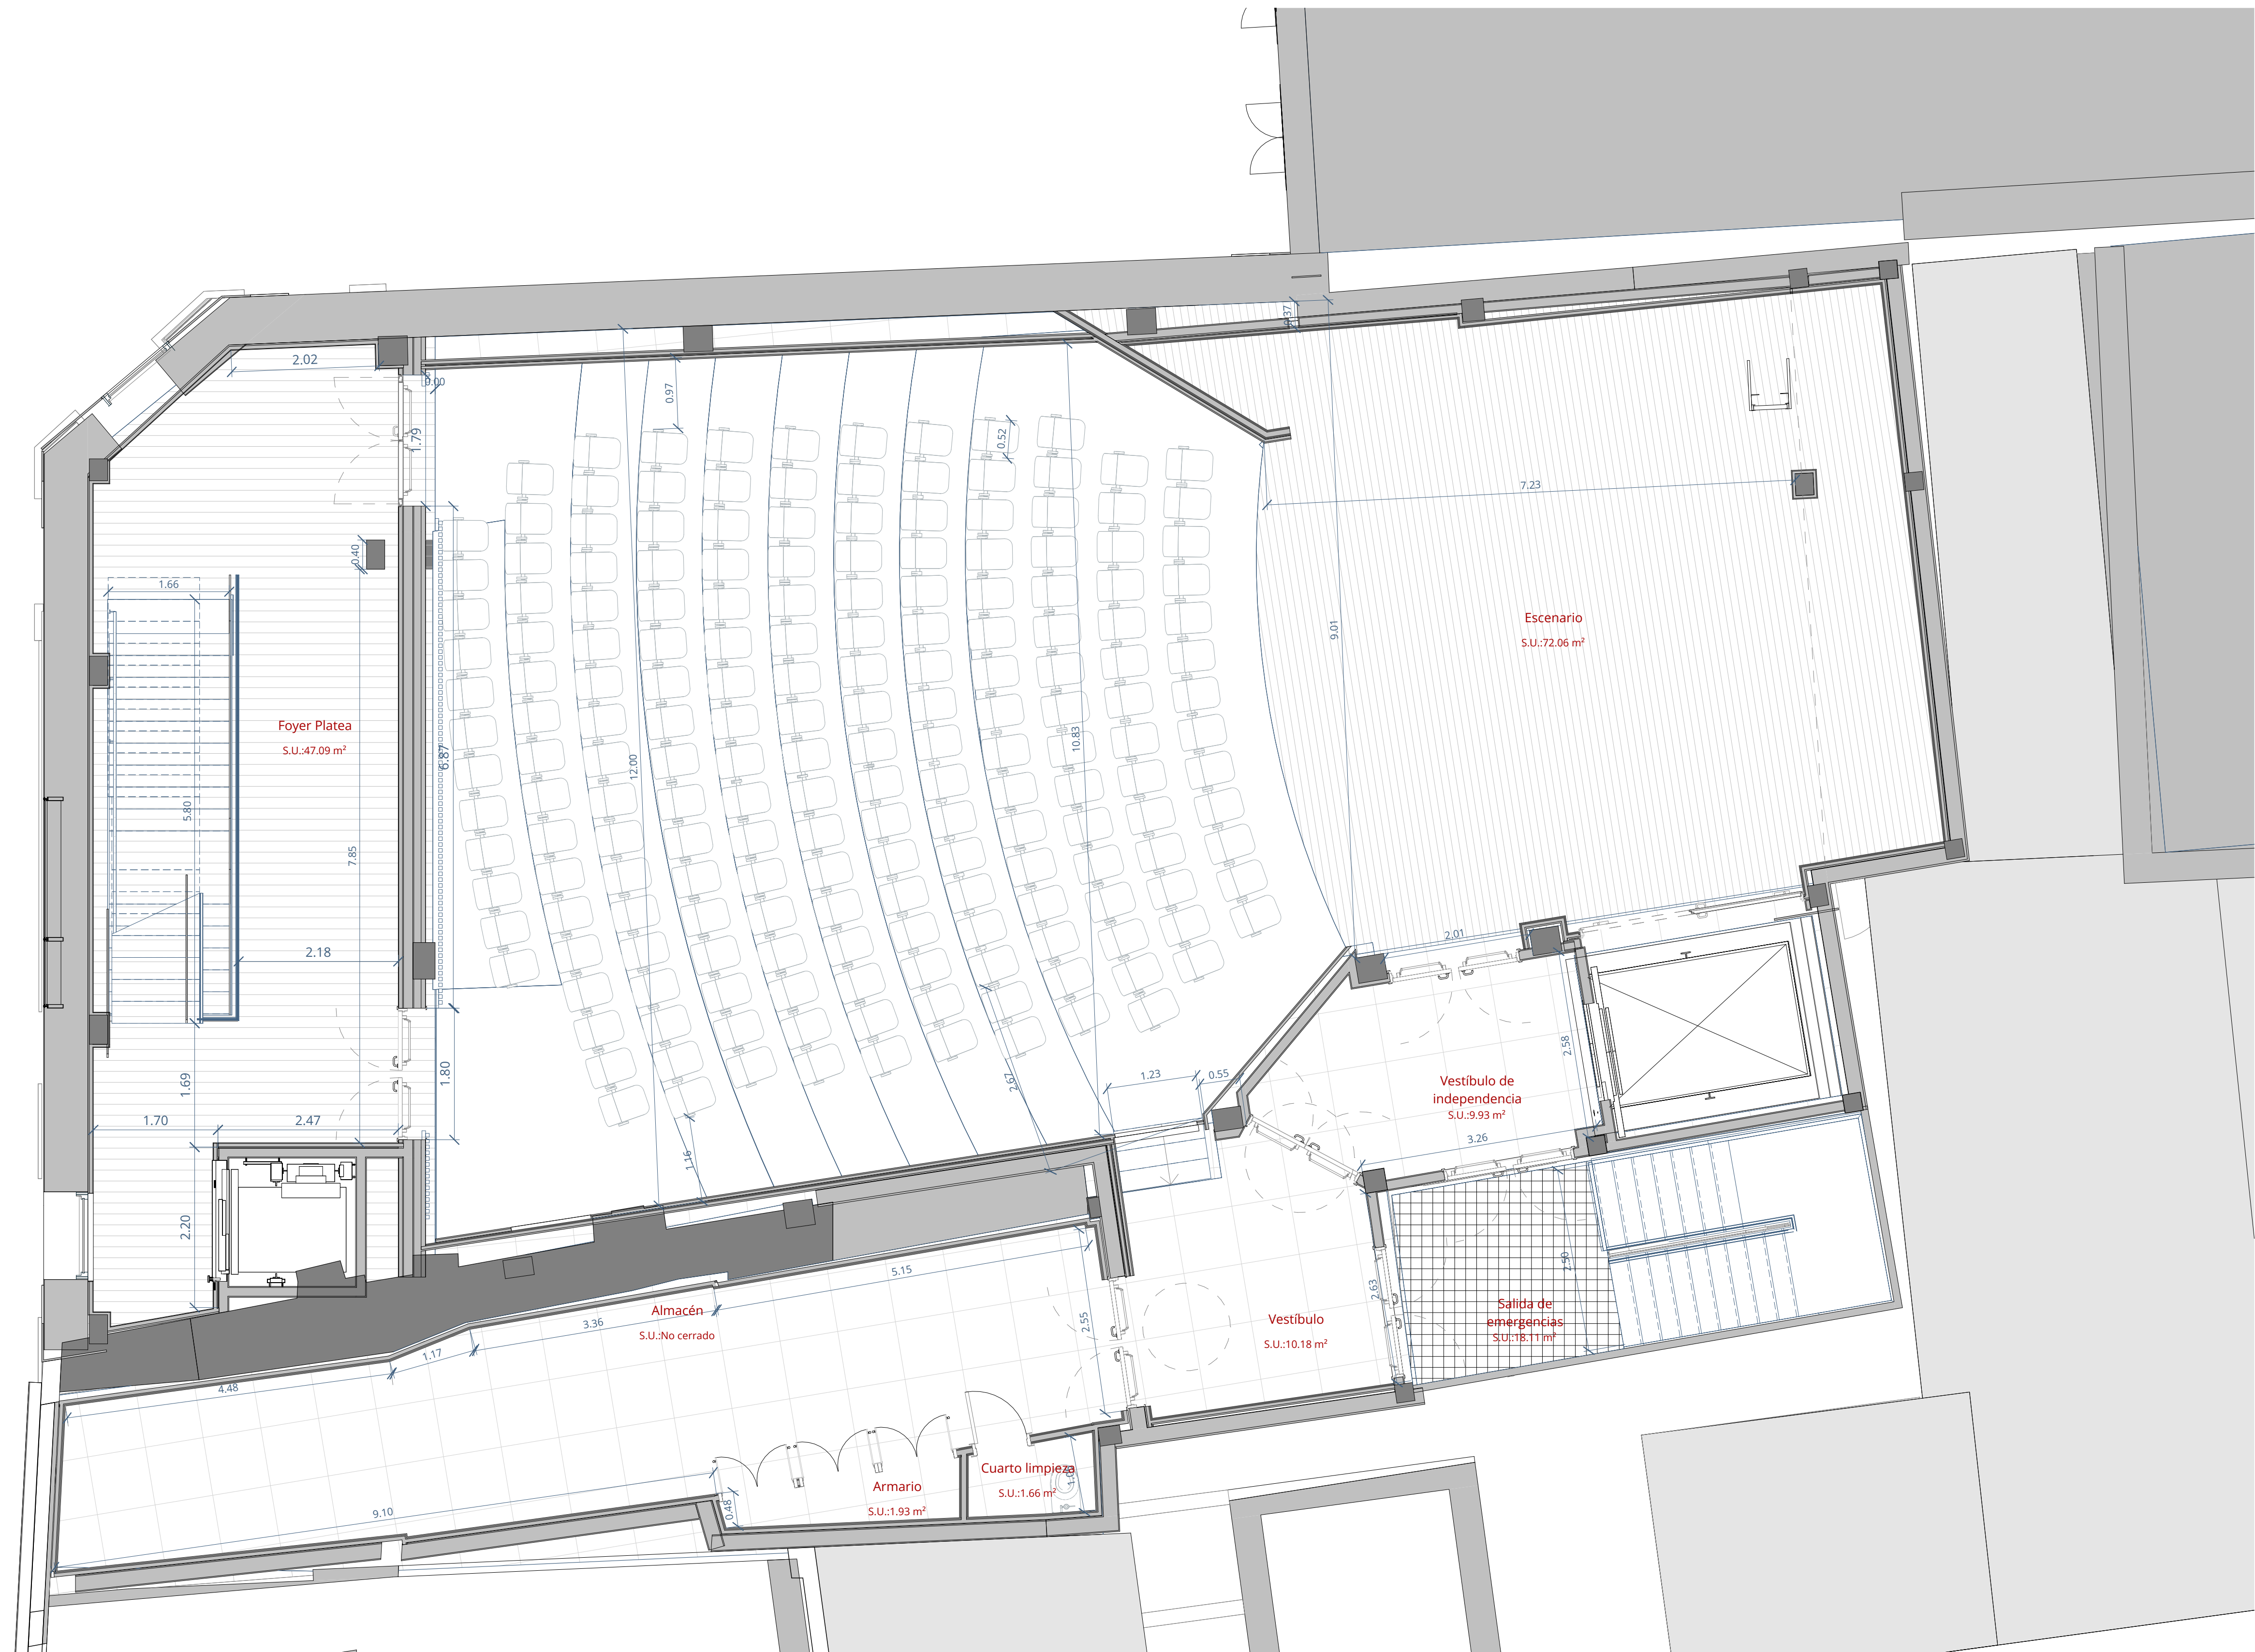 0.37
2.02
0.00
0.97
1.79
0.52
7.23
0.40
1.66
Escenario
S.U.:72.06 m²
9.01
Foyer Platea
S.U.:47.09 m²
6.87
12.00
10.83
5.80
7.85
2.18
2.01
2.58
1.80
1.69
2.67
1.23
0.55
Vestíbulo de
independencia
S.U.:9.93 m²
1.70
2.47
3.26
1.16
2.20
5.15
2.50
2.63
Almacén
S.U.:No cerrado
3.36
2.55
Vestíbulo
S.U.:10.18 m²
Salida de
emergencias
S.U.:18.11 m²
1.17
4.48
Cuarto limpieza
S.U.:1.66 m²
Armario
S.U.:1.93 m²
0.48
9.10